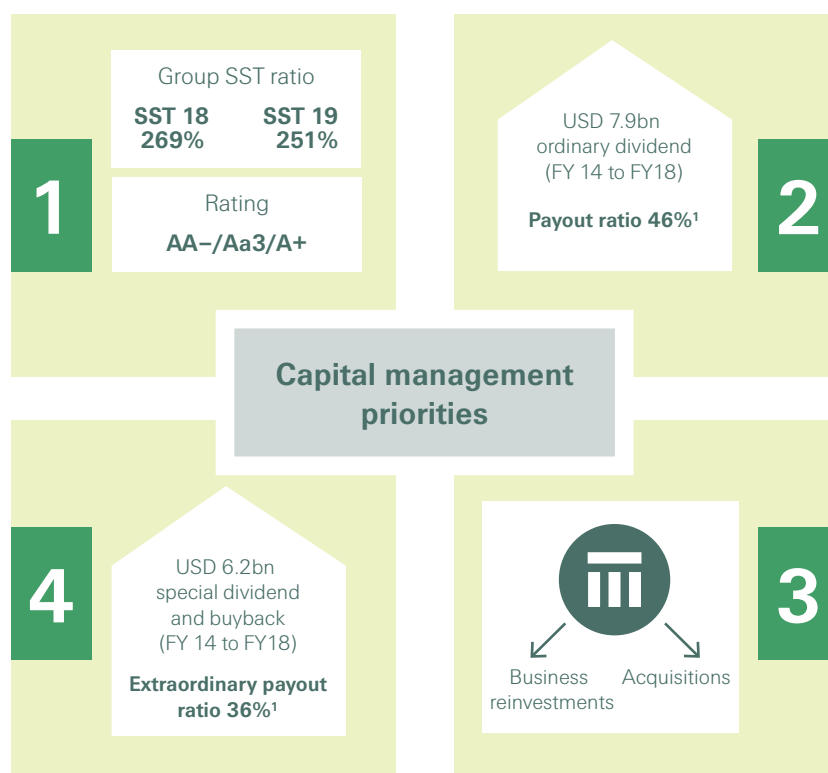 1
Group SST ratio
SST 18 SST 19
269% 251%
Rating
AA–/Aa3/A+
2
USD 7.9bn
ordinary dividend
(FY 14 to FY18)
Payout ratio 46%¹
Capital management
priorities
3
Business
reinvestments
Acquisitions
4
USD 6.2bn
special dividend
and buyback
(FY 14 to FY18)
Extraordinary payout
ratio 36%¹